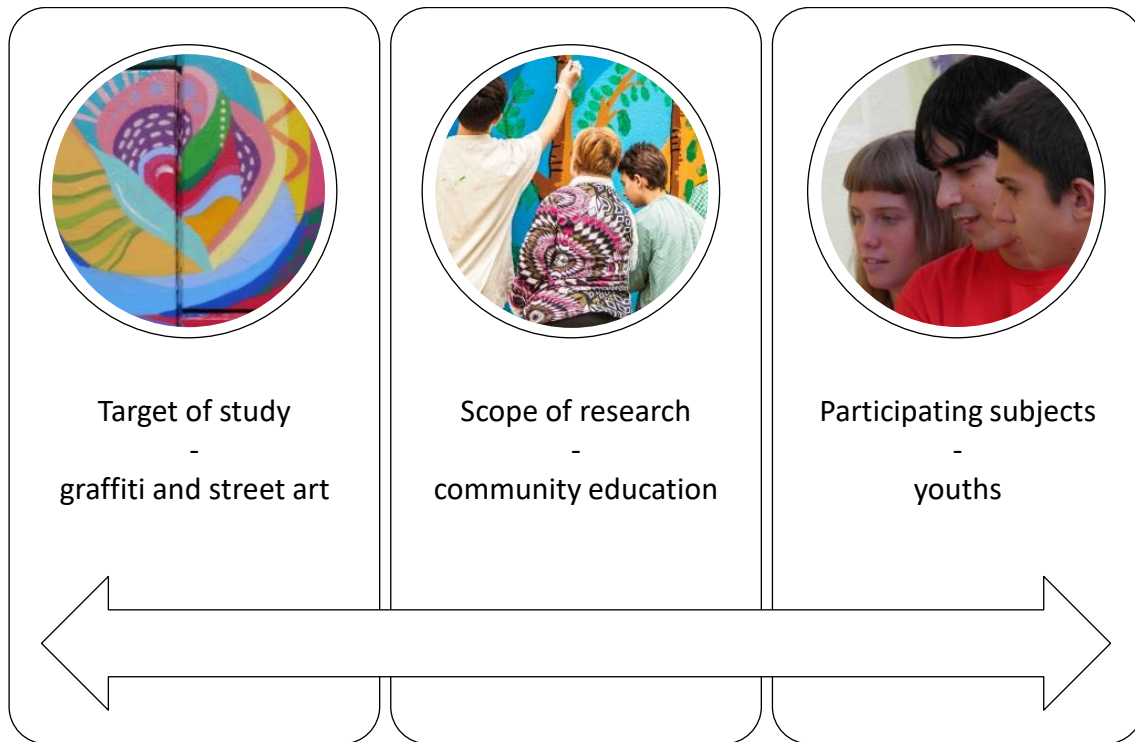 Target of study
-
graffiti and street art
Scope of research
-
community education
Participating subjects
-
youths